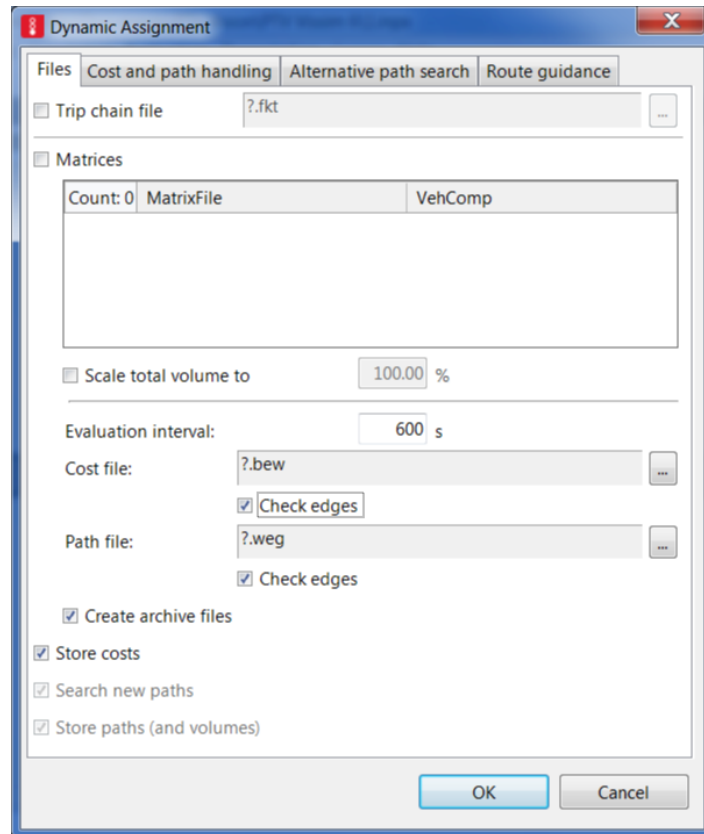 Dynamic Assignment
Files Cost and path handling Alternative path search Route guidance
Trip chain file ?.fkt ...
Matrices
Count: 0 MatrixFile VehComp
Scale total volume to 100.00 %
Evaluation interval: 600 s
Cost file: ?.bew ...
Check edges
Path file: ?.weg ...
Check edges
Create archive files
Store costs
Search new paths
Store paths (and volumes)
OK Cancel